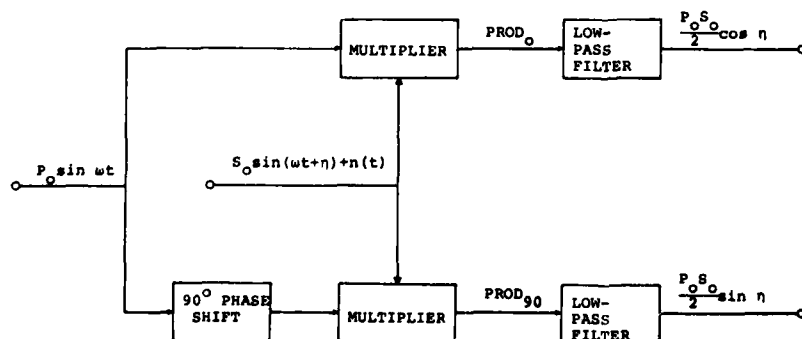 PROD₀
P₀S₀
MULTIPLIER
LOW-
PASS
FILTER
2
cos η
P₀ sin ωt
S₀ sin(ωt+η)+n(t)
90° PHASE
SHIFT
MULTIPLIER
PROD₉₀
LOW-
PASS
FILTER
P₀S₀
2
sin η